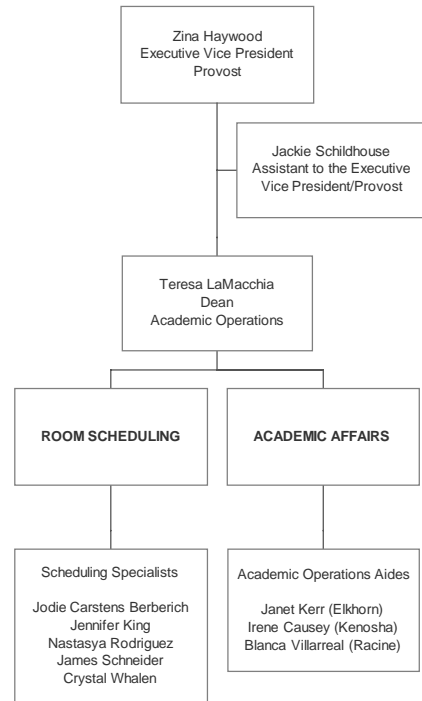 Zina Haywood
Executive Vice President
Provost
Jackie Schildhouse
Assistant to the Executive
Vice President/Provost
Teresa LaMacchia
Dean
Academic Operations
ROOM SCHEDULING
ACADEMIC AFFAIRS
Scheduling Specialists
Jodie Carstens Berberich
Jennifer King
Nastasya Rodriguez
James Schneider
Crystal Whalen
Academic Operations Aides
Janet Kerr (Elkhorn)
Irene Causey (Kenosha)
Blanca Villarreal (Racine)